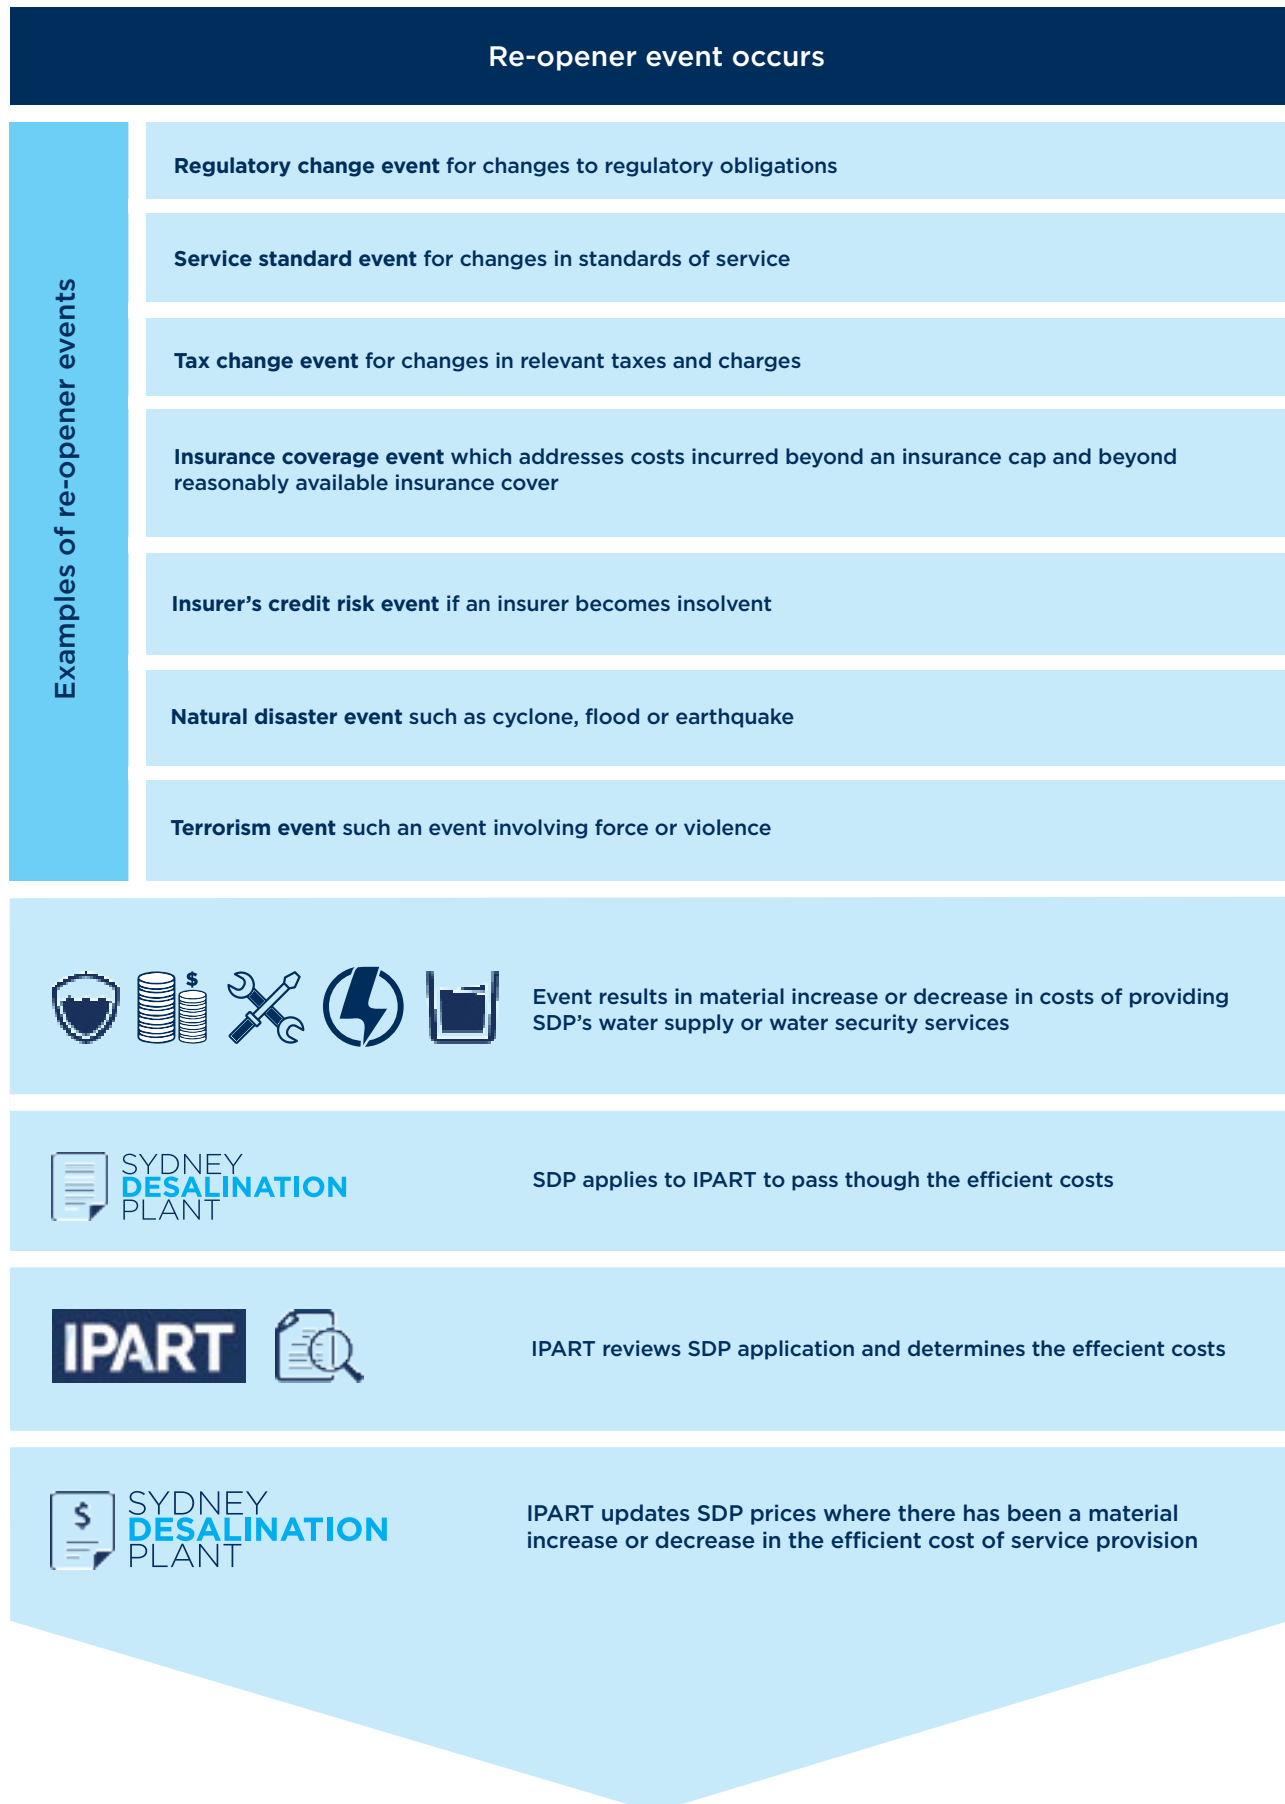 Re-opener event occurs
Examples of re-opener events
Regulatory change event for changes to regulatory obligations
Service standard event for changes in standards of service
Tax change event for changes in relevant taxes and charges
Insurance coverage event which addresses costs incurred beyond an insurance cap and beyond
reasonably available insurance cover
Insurer’s credit risk event if an insurer becomes insolvent
Natural disaster event such as cyclone, flood or earthquake
Terrorism event such an event involving force or violence
$
Event results in material increase or decrease in costs of providing
SDP’s water supply or water security services
SYDNEY
DESALINATION
PLANT
SDP applies to IPART to pass though the efficient costs
IPART
IPART reviews SDP application and determines the effecient costs
$
SYDNEY
DESALINATION
PLANT
IPART updates SDP prices where there has been a material
increase or decrease in the efficient cost of service provision